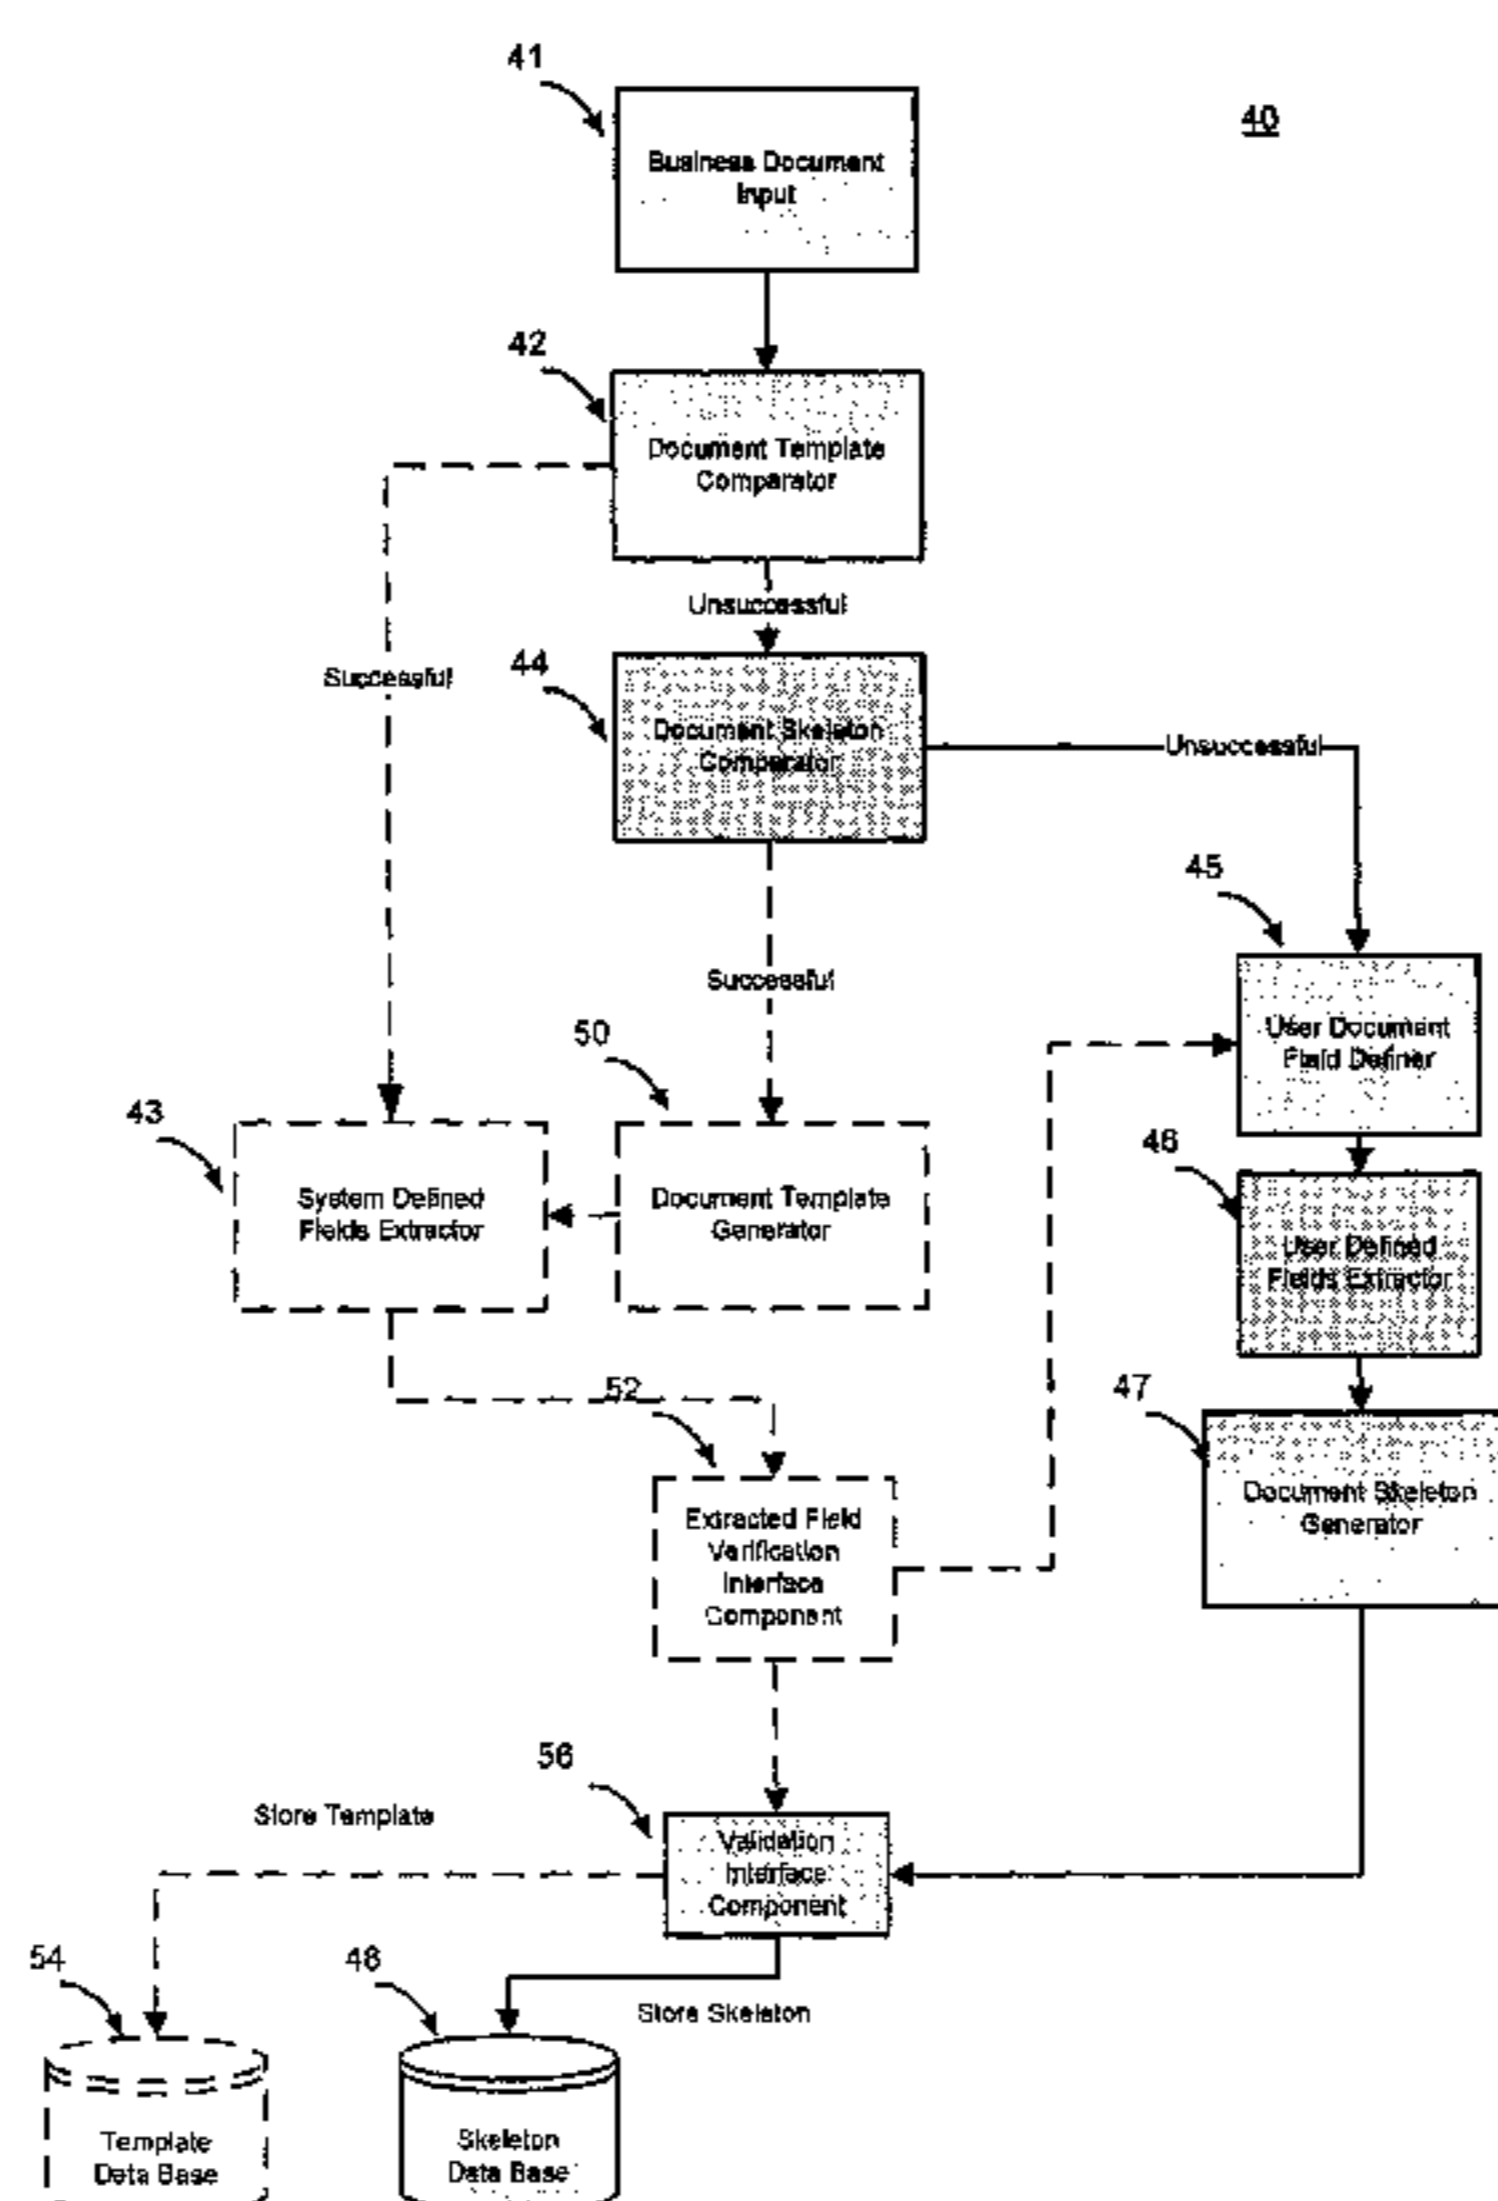 41
40
Business Document
Input
42
Document Template
Comparator
Unsuccessful
Successful
44
Document Skeleton
Comparator
Unsuccessful
45
Successful
50
User Document
Field Definer
43
46
System Defined
Fields Extractor
Document Template
Generator
User Defined
Fields Extractor
52
47
Extracted Field
Verification
Interface
Component
Document Skeleton
Generator
56
Store Template
Validation
Interface
Component
54
48
Store Skeleton
Template
Data Base
Skeleton
Data Base